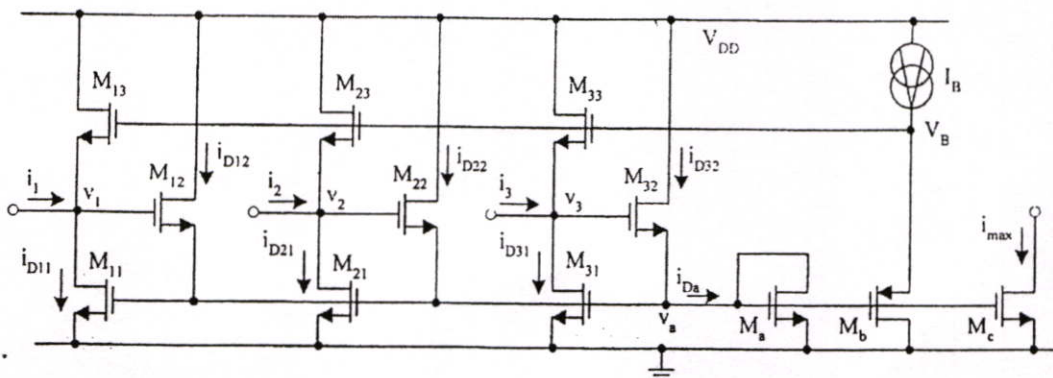 V_DD
I_B
V_B
M_13
M_23
M_33
i_D12
i_D22
i_D32
M_12
M_22
M_32
i_1
v_1
i_2
v_2
i_3
v_3
i_max
i_D11
M_11
i_D21
M_21
i_D31
M_31
i_Da
v_a
M_a
M_b
M_c